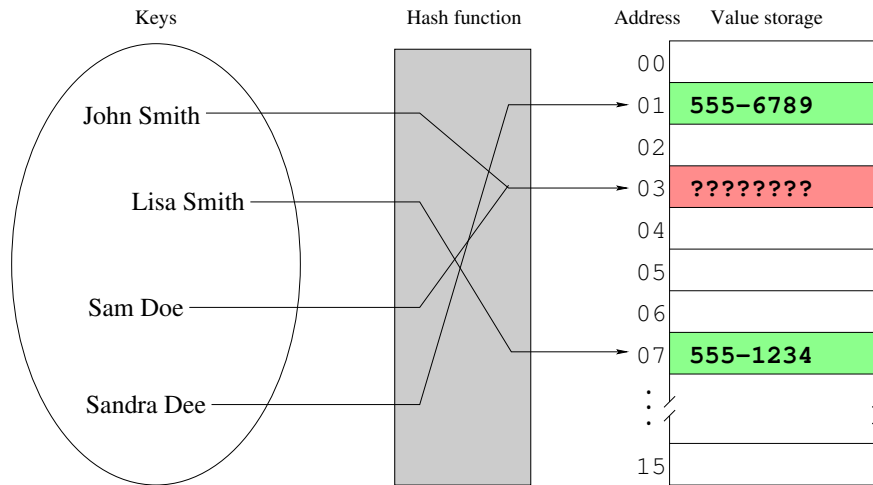 Keys
Hash function
Address
Value storage
John Smith
Lisa Smith
Sam Doe
Sandra Dee
00
01 555-6789
02
03 ????????
04
05
06
07 555-1234
15